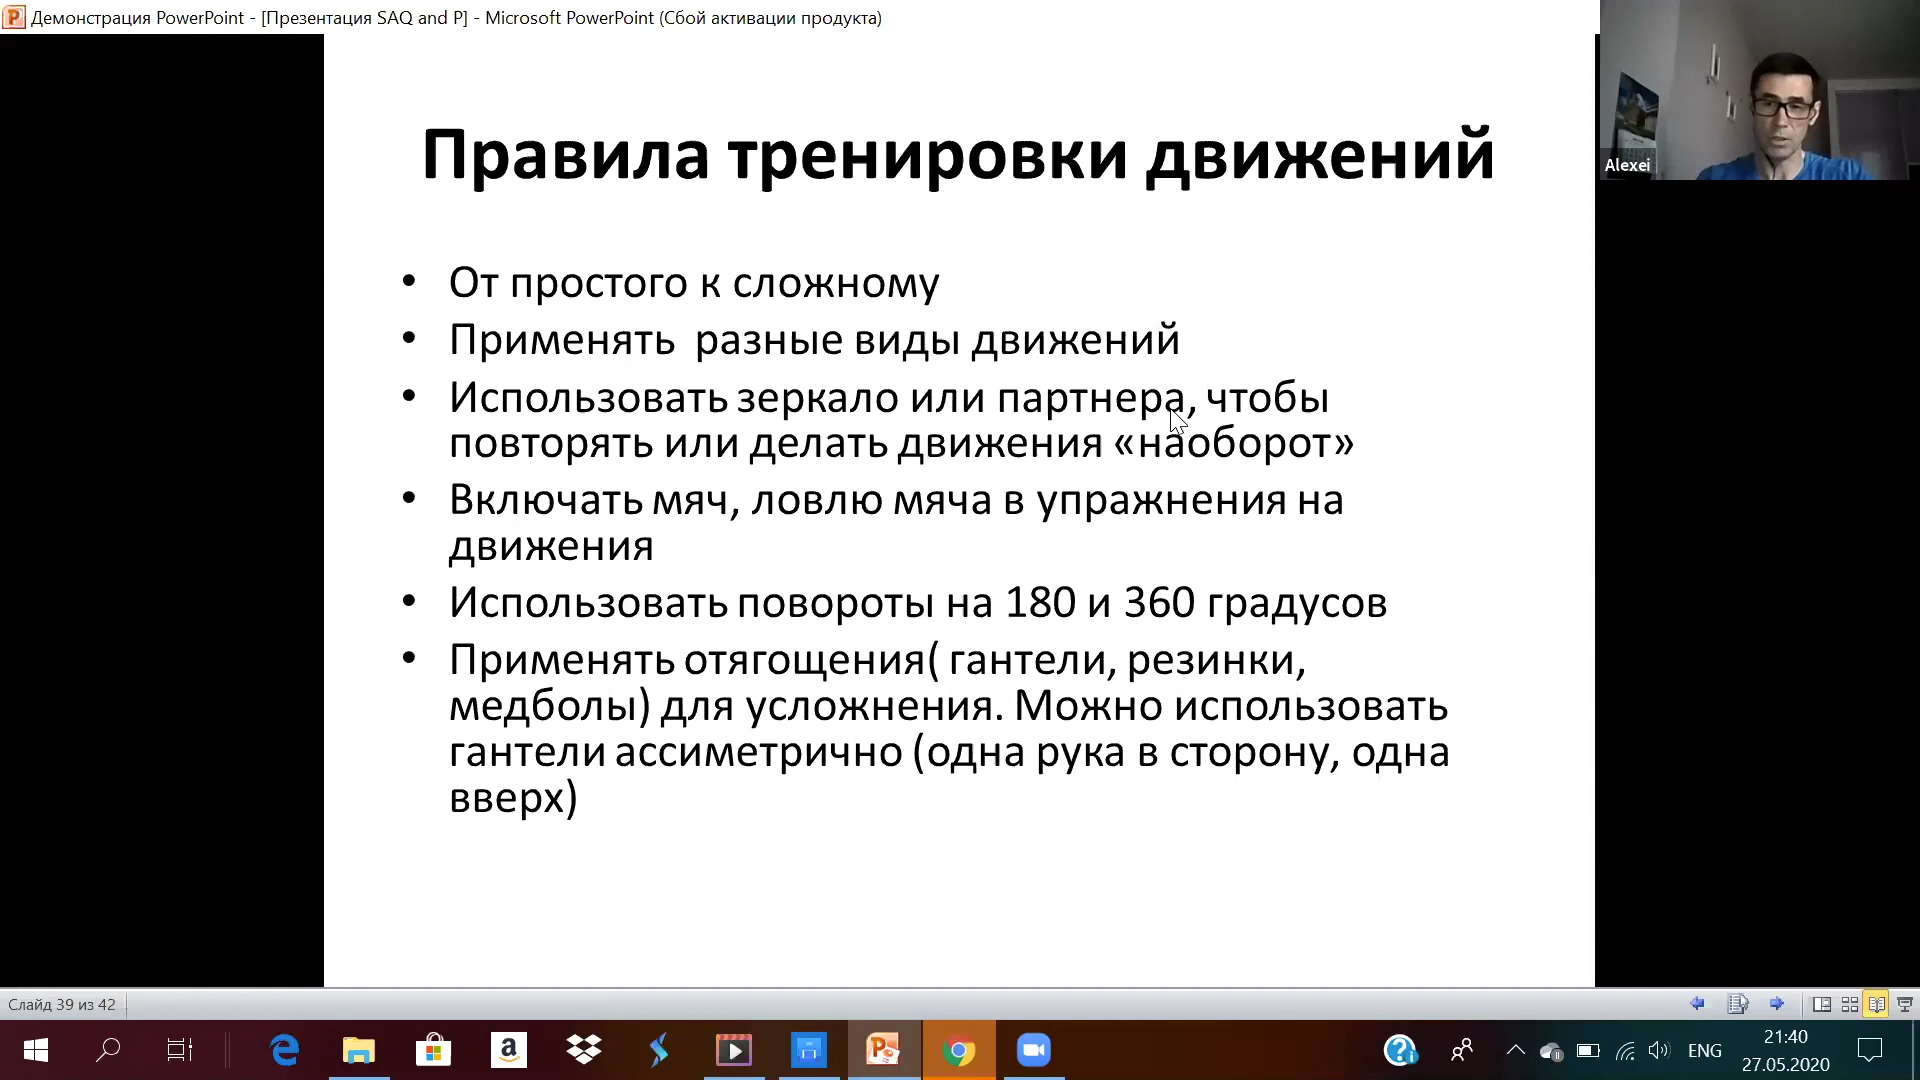 Демонстрация PowerPoint - [Презентация SAQ and P] - Microsoft PowerPoint (Сбой активации продукта)
Alexei
Правила тренировки движений
• От простого к сложному
• Применять разные виды движений
• Использовать зеркало или партнера, чтобы
повторять или делать движения «наоборот»
• Включать мяч, ловлю мяча в упражнения на
движения
• Использовать повороты на 180 и 360 градусов
• Применять отягощения( гантели, резинки,
медболы) для усложнения. Можно использовать
гантели ассиметрично (одна рука в сторону, одна
вверх)
Слайд 39 из 42
ENG
21:40
27.05.2020